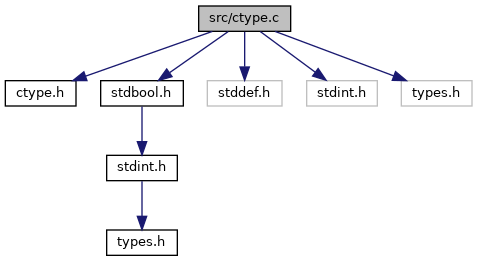 src/ctype.c
ctype.h
stdbool.h
stddef.h
stdint.h
types.h
stdint.h
types.h